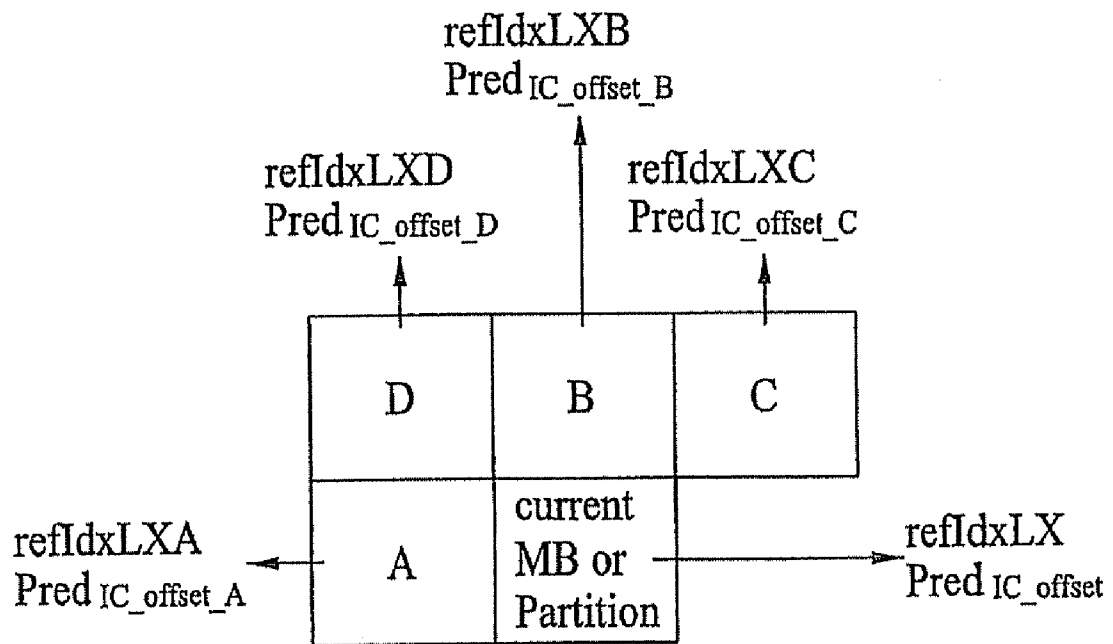 refIdxLXB
Pred IC_offset_B
refIdxLXD
Pred IC_offset_D
refIdxLXC
Pred IC_offset_C
D
B
C
refIdxLXA
Pred IC_offset_A
A
current
MB or
Partition
refIdxLX
Pred IC_offset